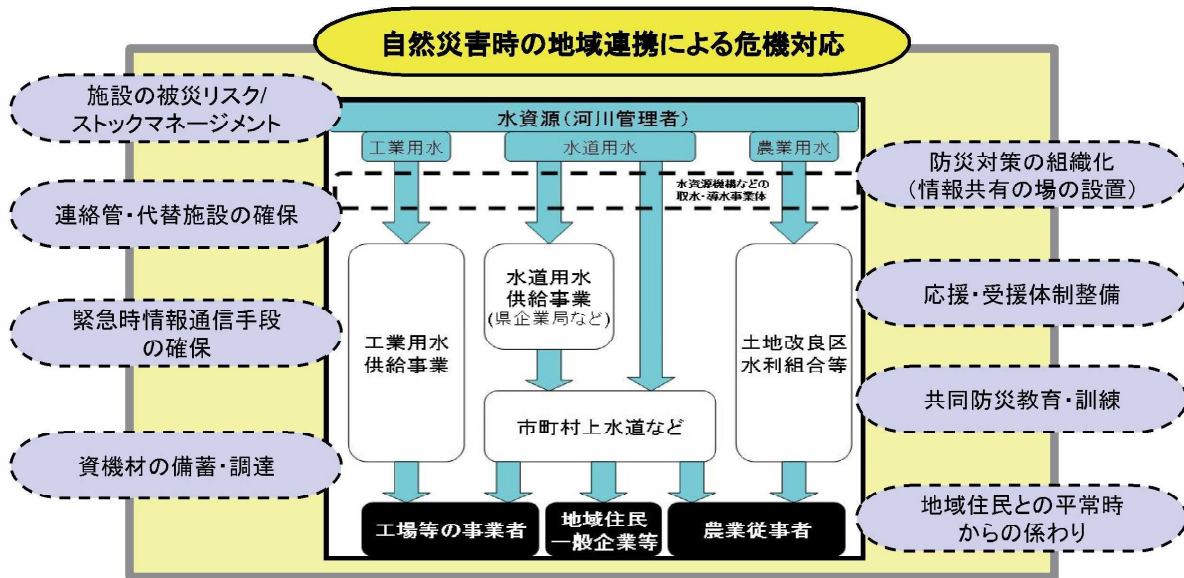 自然災害時の地域連携による危機対応
施設の被災リスク/
ストックマネージメント
連絡管・代替施設の確保
緊急時情報通信手段
の確保
資機材の備蓄・調達
水資源(河川管理者)
工業用水
水道用水
農業用水
水資源機構などの
取水・導水事業体
工業用水
供給事業
水道用水
供給事業
(県企業局など)
土地改良区
水利組合等
市町村上水道など
工場等の事業者
地域住民
一般企業等
農業従事者
防災対策の組織化
(情報共有の場の設置)
応援・受援体制整備
共同防災教育・訓練
地域住民との平常時
からの係わり